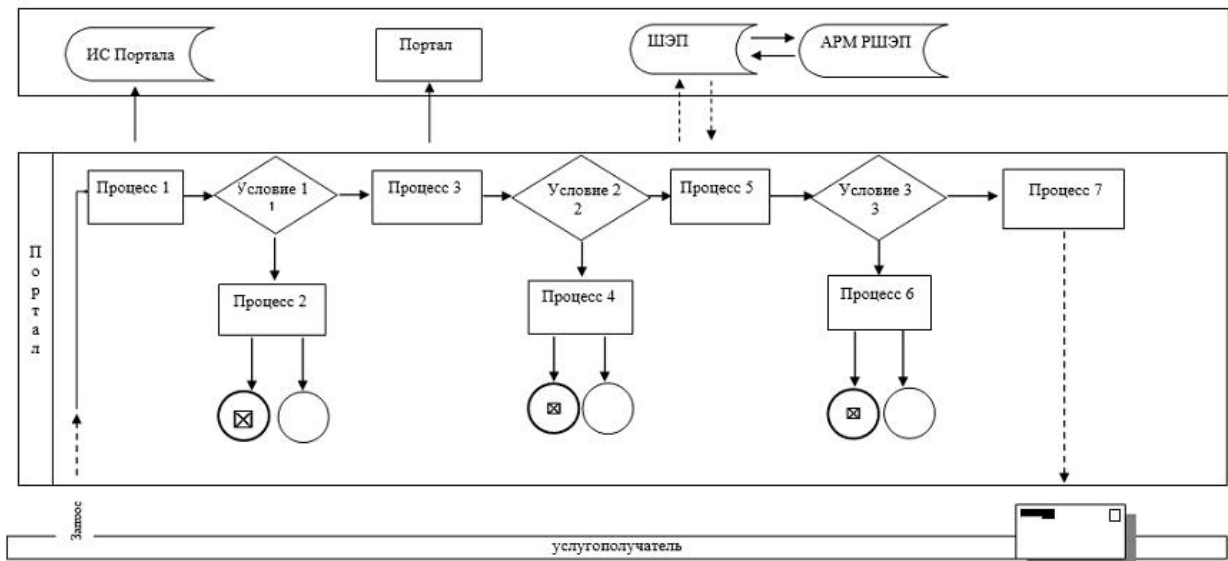 ИС Портала
Портал
ШЭП
АРМ РШЭП
Портал
Процесс 1
Условие 1
1
Процесс 3
Условие 2
2
Процесс 5
Условие 3
3
Процесс 7
Процесс 2
Процесс 4
Процесс 6
Запрос
услугополучатель